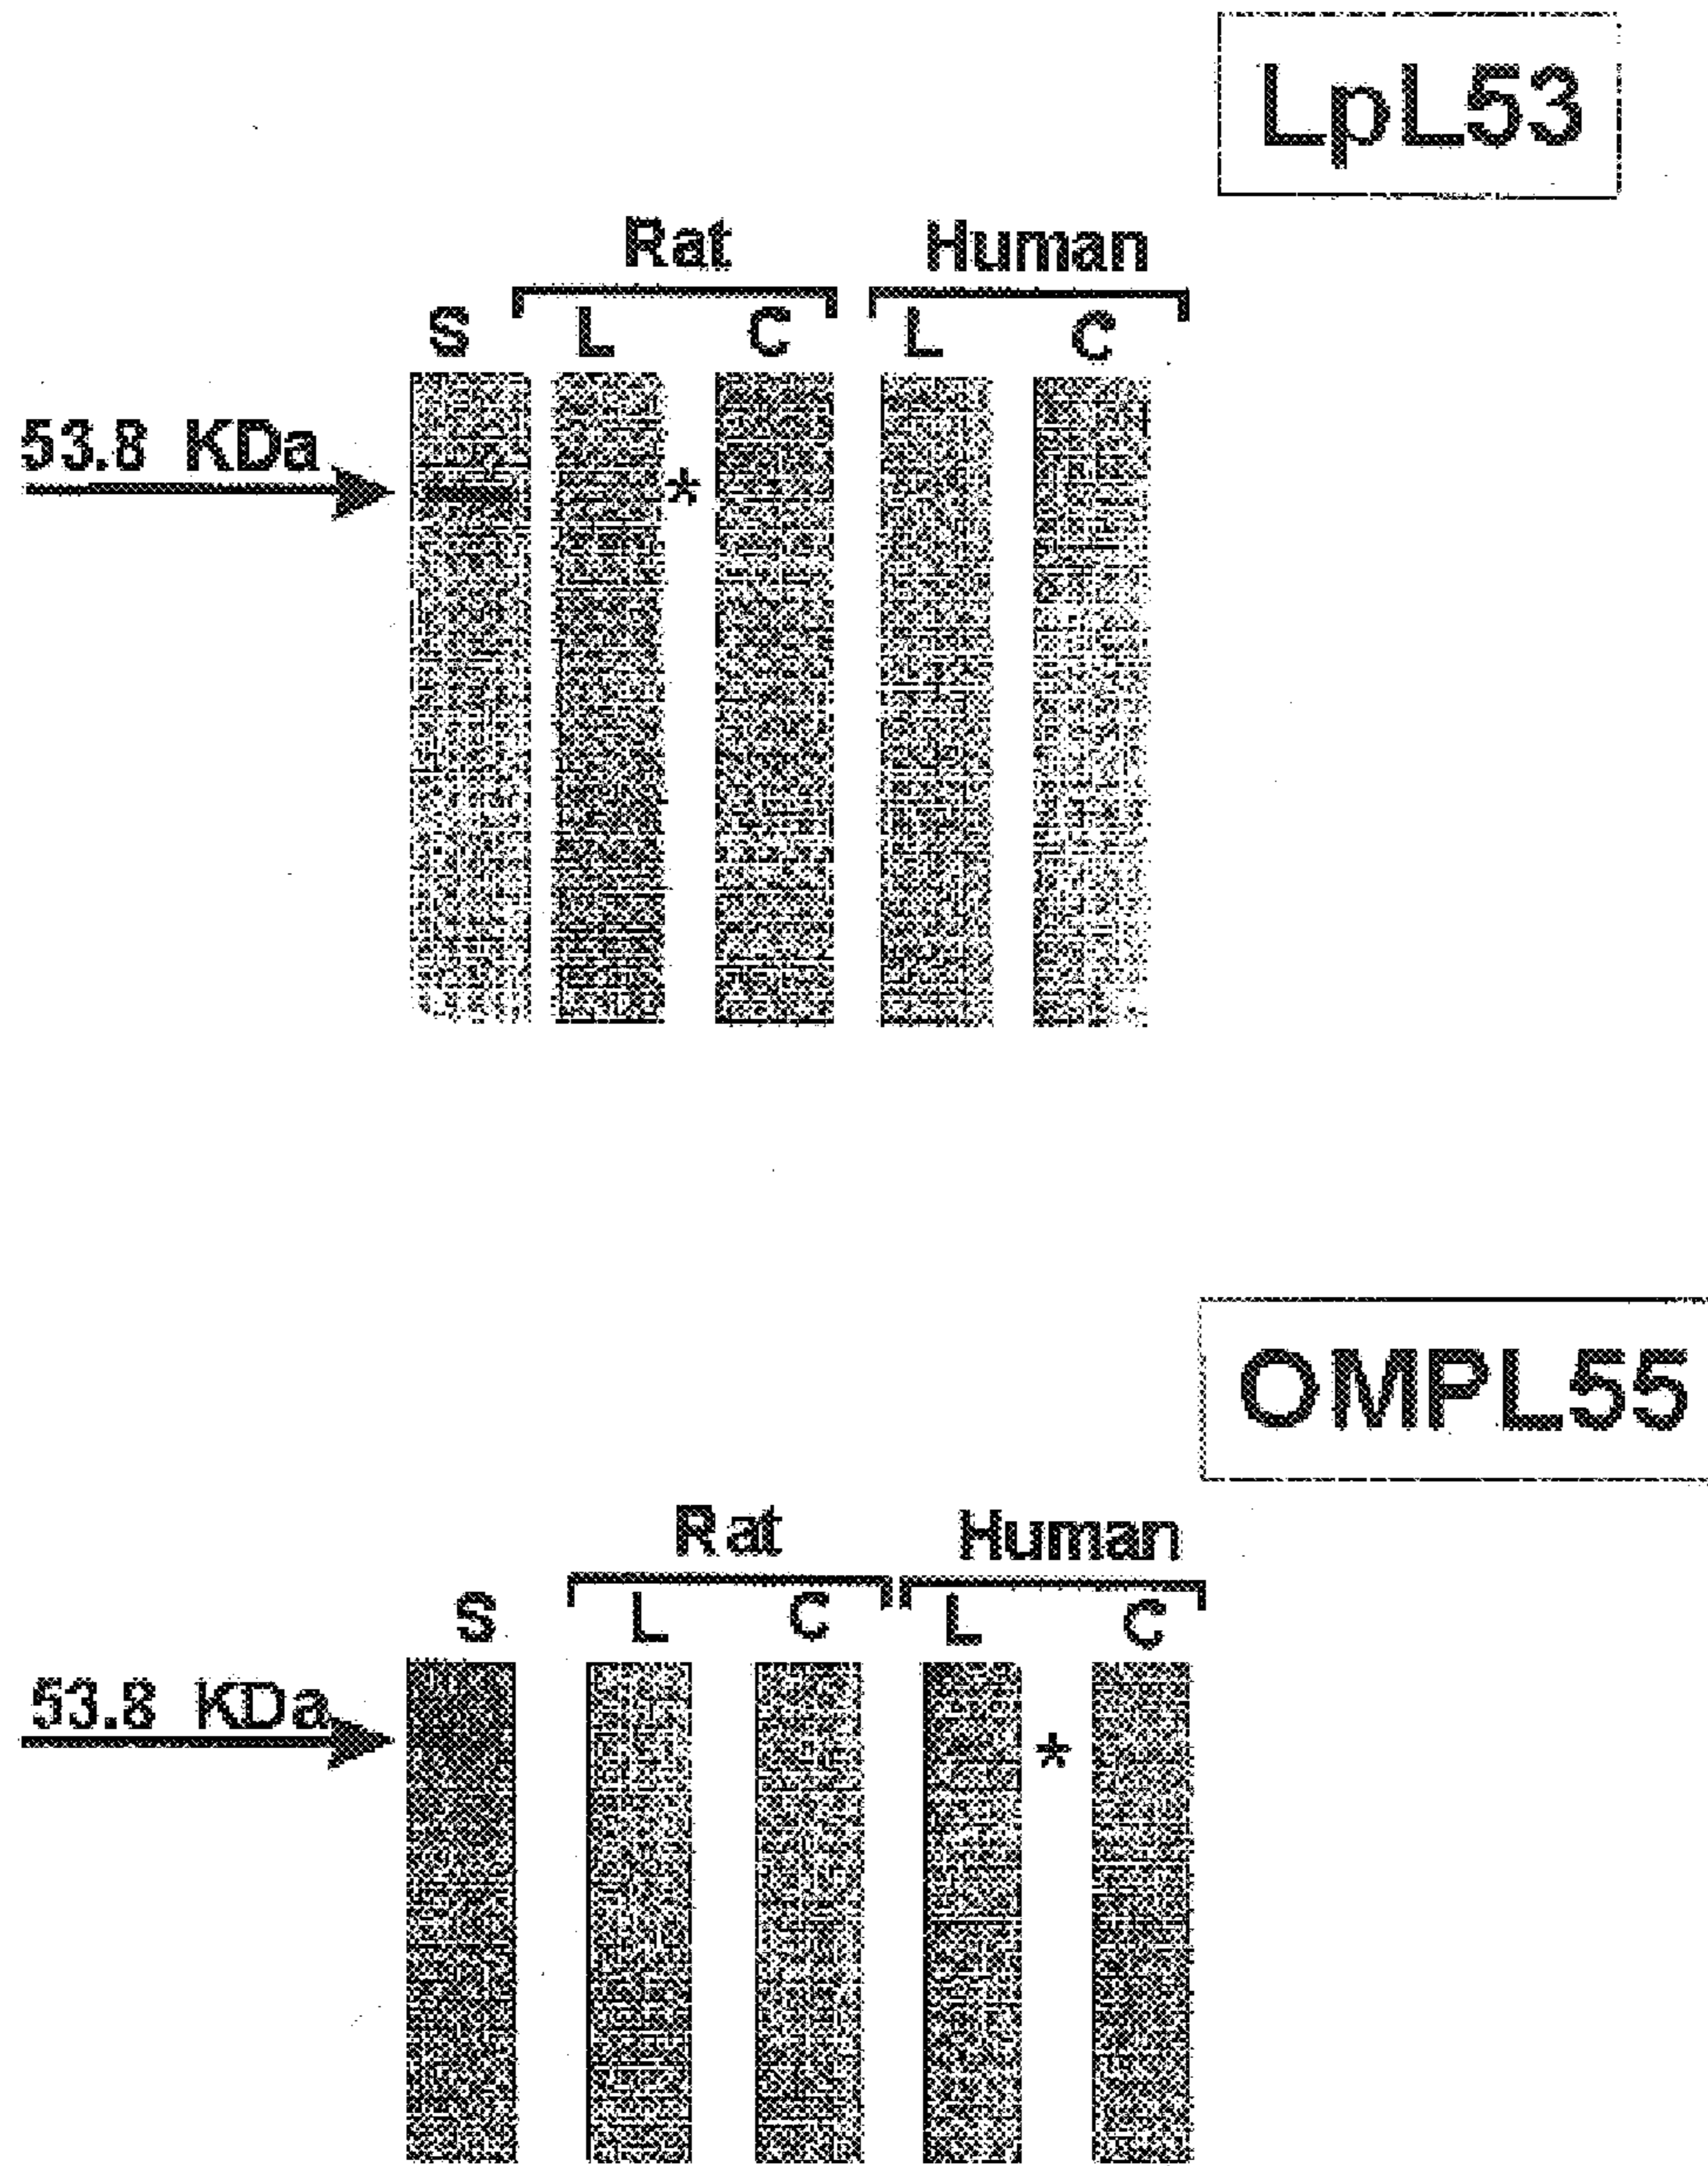 LpL53
Rat Human
S L C L C
53.8 KDa
*
OMPL55
Rat Human
S L C L C
53.8 KDa
*